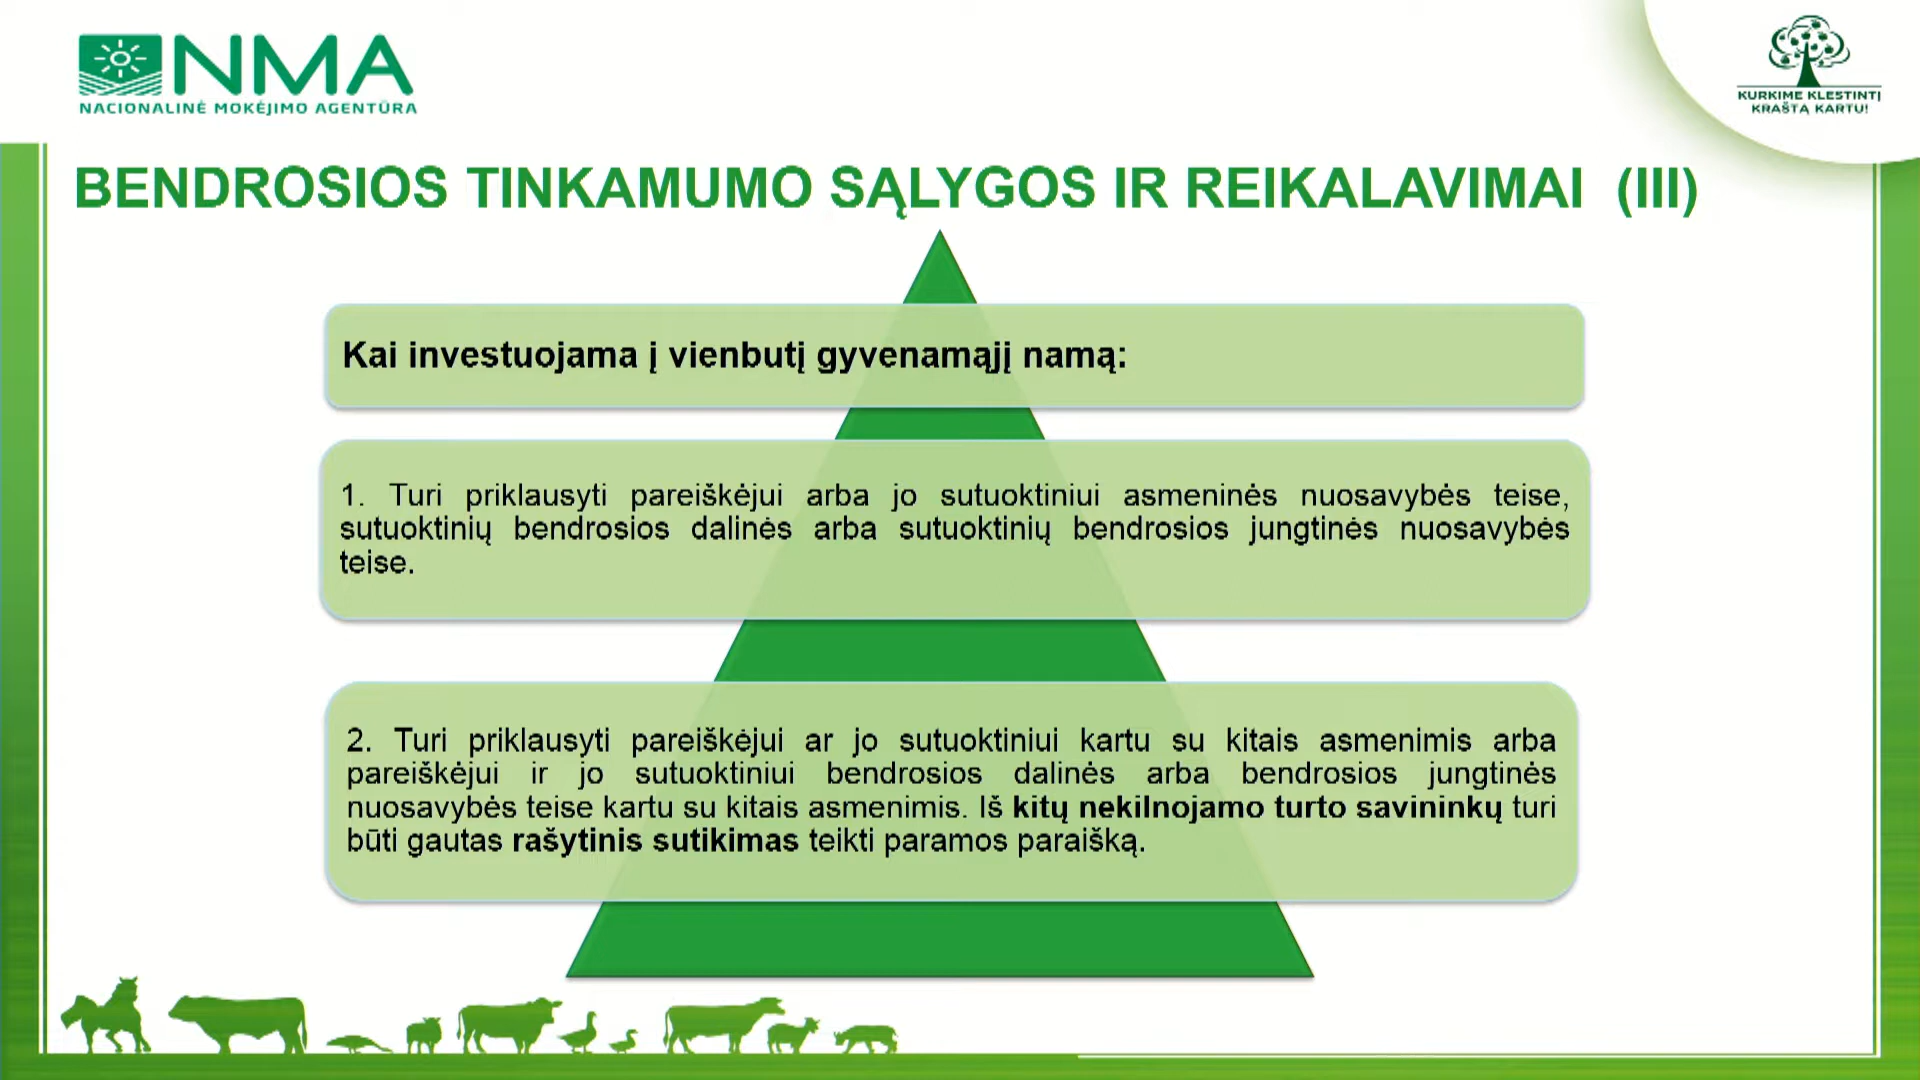 NMA
NACIONALINĖ MOKĖJIMO AGENTŪRA
KURKIME KLESTINTĮ
KRAŠTĄ KARTU!
BENDROSIOS TINKAMUMO SĄLYGOS IR REIKALAVIMAI (III)
Kai investuojama į vienbutį gyvenamąjį namą:
1. Turi priklausyti pareiškėjui arba jo sutuoktiniui asmeninės nuosavybės teise,
sutuoktinių bendrosios dalinės arba sutuoktinių bendrosios jungtinės nuosavybės
teise.
2. Turi priklausyti pareiškėjui ar jo sutuoktiniui kartu su kitais asmenimis arba
pareiškėjui ir jo sutuoktiniui bendrosios dalinės arba bendrosios jungtinės
nuosavybės teise kartu su kitais asmenimis. Iš kitų nekilnojamo turto savininkų turi
būti gautas rašytinis sutikimas teikti paramos paraišką.